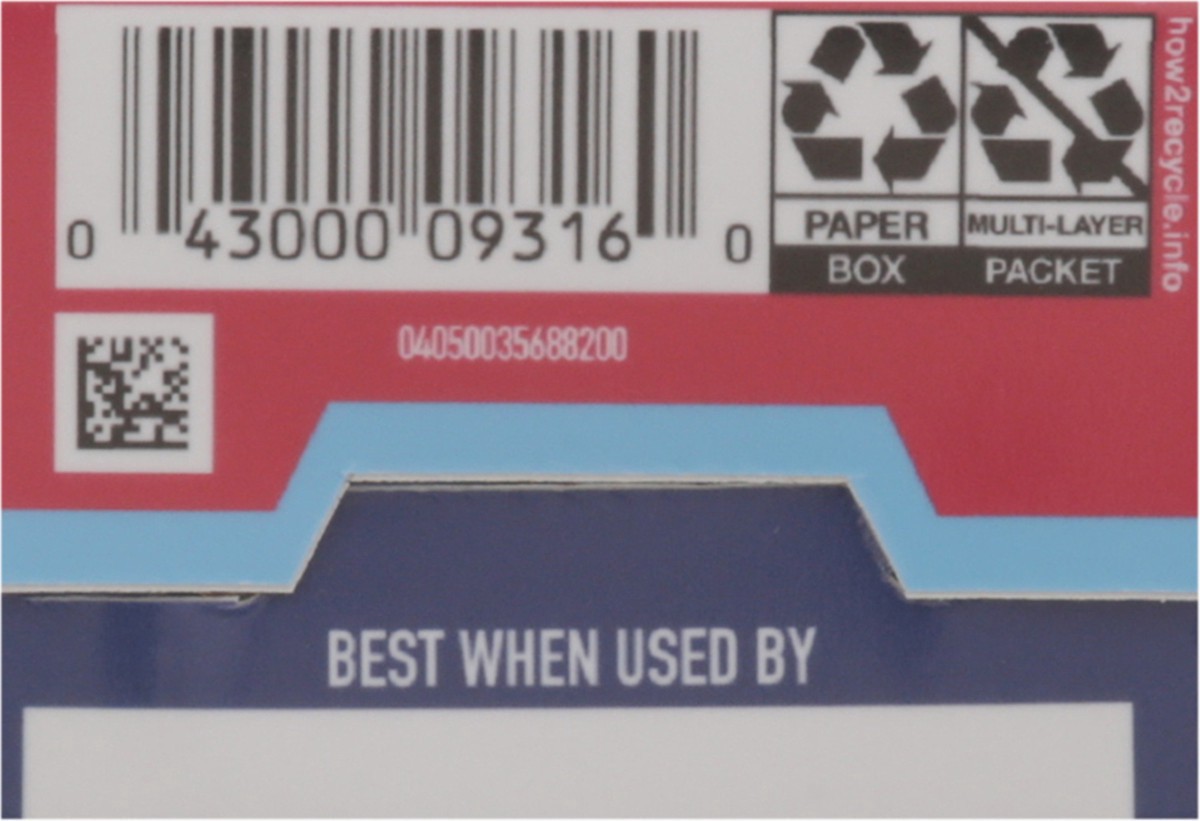 0 43000 09316 0
PAPER
BOX
MULTI-LAYER
PACKET
how2recycle.info
04050035688200
BEST WHEN USED BY